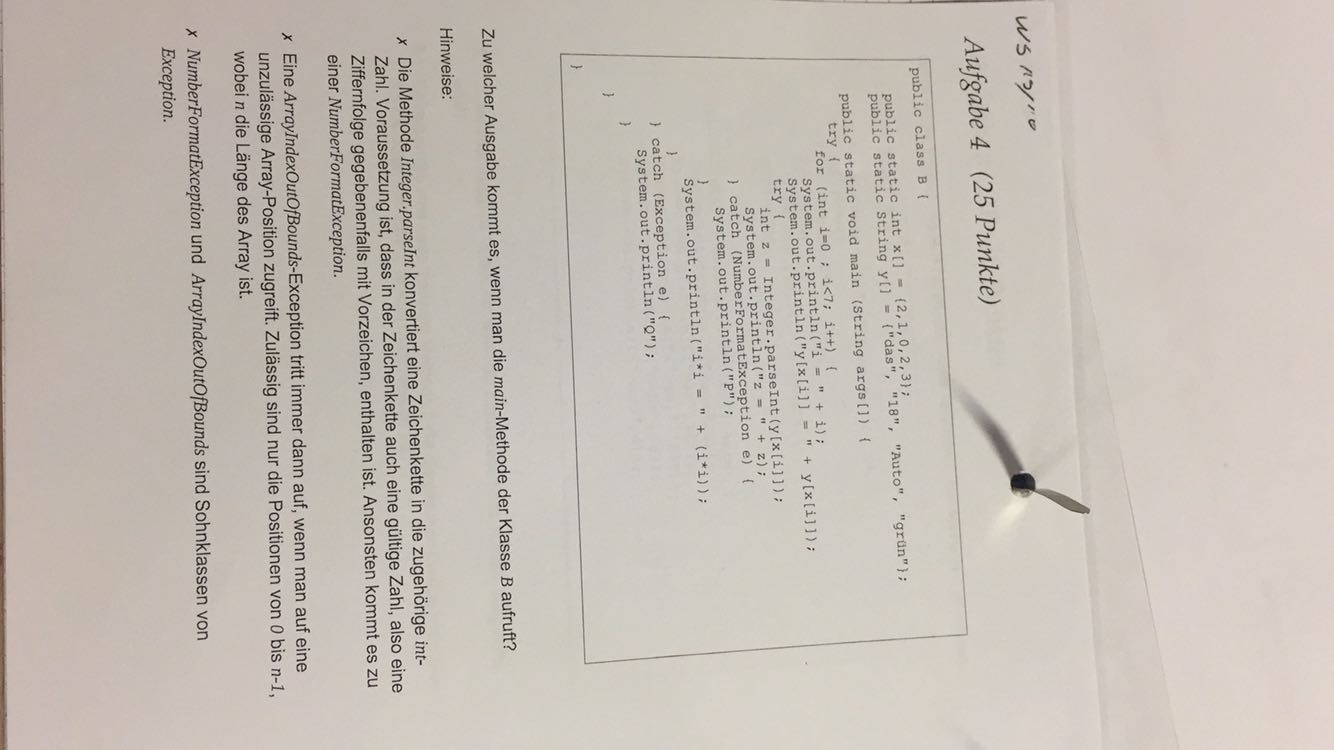 WS
Aufgabe 4 (25 Punkte)
public class B {
public static int x[] = {2,1,0,2,3};
public static String y[] = {"das", "18", "Auto", "grün"};
public static void main (String args[]) {
try {
for (int i=0 ; i<7; i++) {
System.out.println("i = " + i);
System.out.println("y[x[i]] = " + y[x[i]]);
try {
int z = Integer.parseInt(y[x[i]]);
System.out.println("z = " + z);
} catch (NumberFormatException e) {
System.out.println("P");
}
System.out.println("i*i = " + (i*i));
}
} catch (Exception e) {
System.out.println("Q");
}
}
}
Zu welcher Ausgabe kommt es, wenn man die main-Methode der Klasse B aufruft?
Hinweise:
✗ Die Methode Integer.parseInt konvertiert eine Zeichenkette in die zugehörige int-
Zahl. Voraussetzung ist, dass in der Zeichenkette auch eine gültige Zahl, also eine
Ziffernfolge gegebenenfalls mit Vorzeichen, enthalten ist. Ansonsten kommt es zu
einer NumberFormatException.
✗ Eine ArrayIndexOutOfBounds-Exception tritt immer dann auf, wenn man auf eine
unzulässige Array-Position zugreift. Zulässig sind nur die Positionen von 0 bis n-1,
wobei n die Länge des Array ist.
✗ NumberFormatException und ArrayIndexOutOfBounds sind Sohnklassen von
Exception.